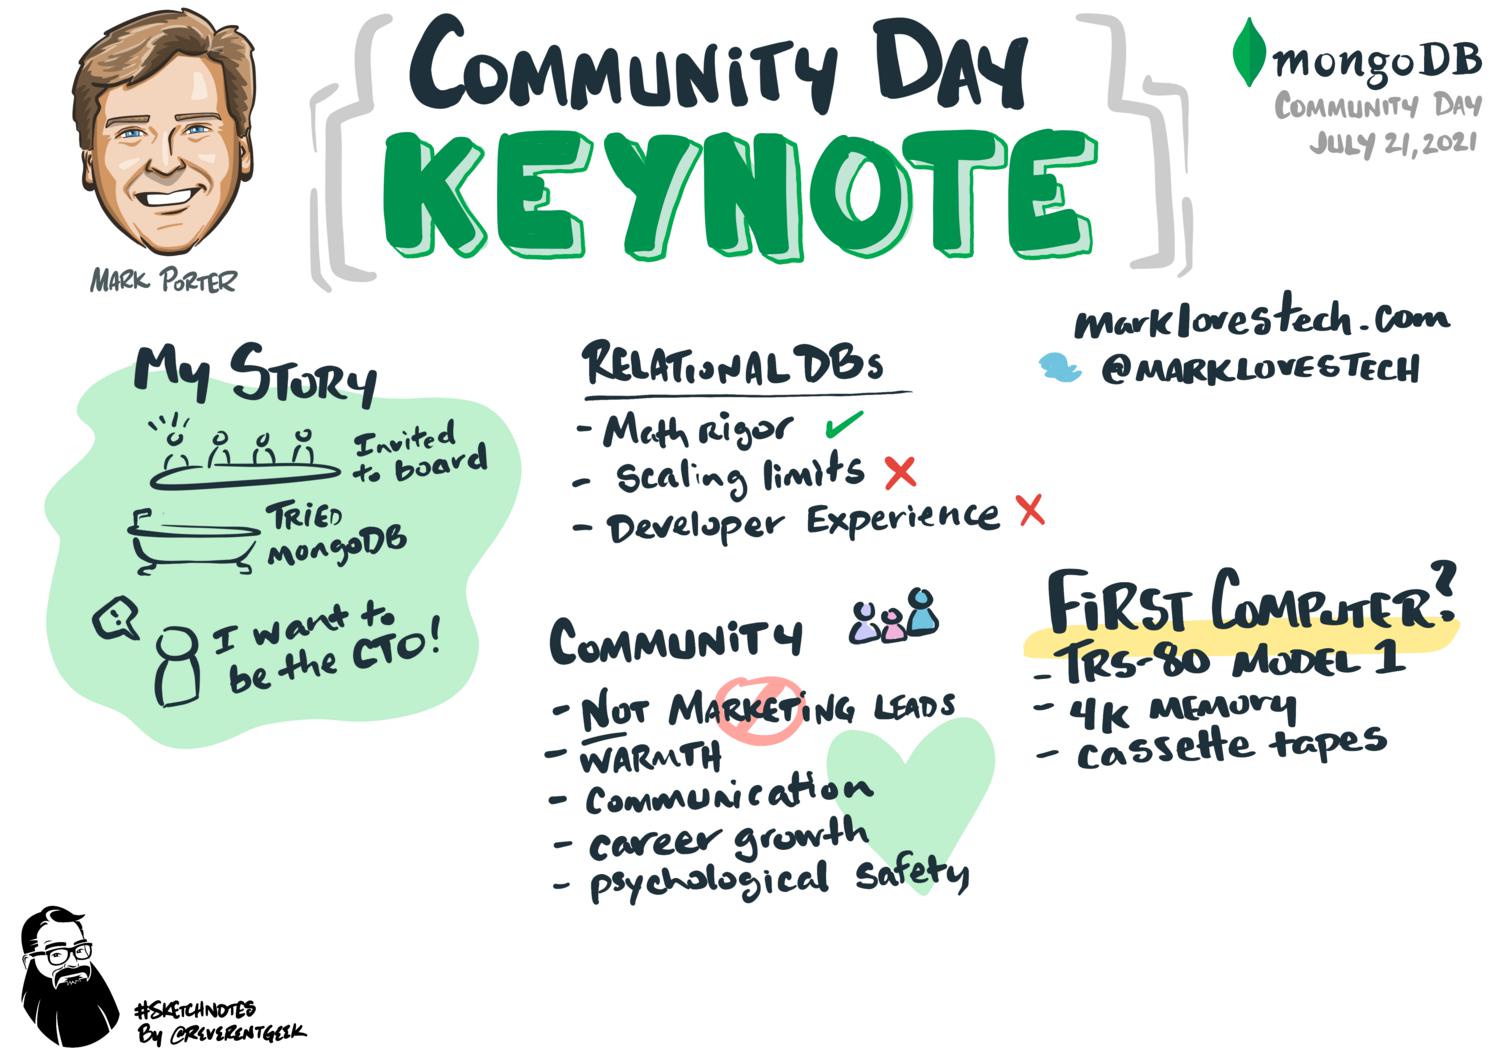 Community Day
KEYNOTE
mongoDB
Community Day
July 21, 2021
Mark Porter
marklovestech.com
@marklovestech
My Story
Invited
to board
Tried
mongoDB
I want to
be the CTO!
Relational DBs
- Math rigor ✓
- Scaling limits ✗
- Developer Experience ✗
Community
- Not Marketing leads
- warmth
- communication
- career growth
- psychological safety
First Computer?
- TRS-80 Model 1
- 4k memory
- cassette tapes
#sketchnotes
By @reverentgeek